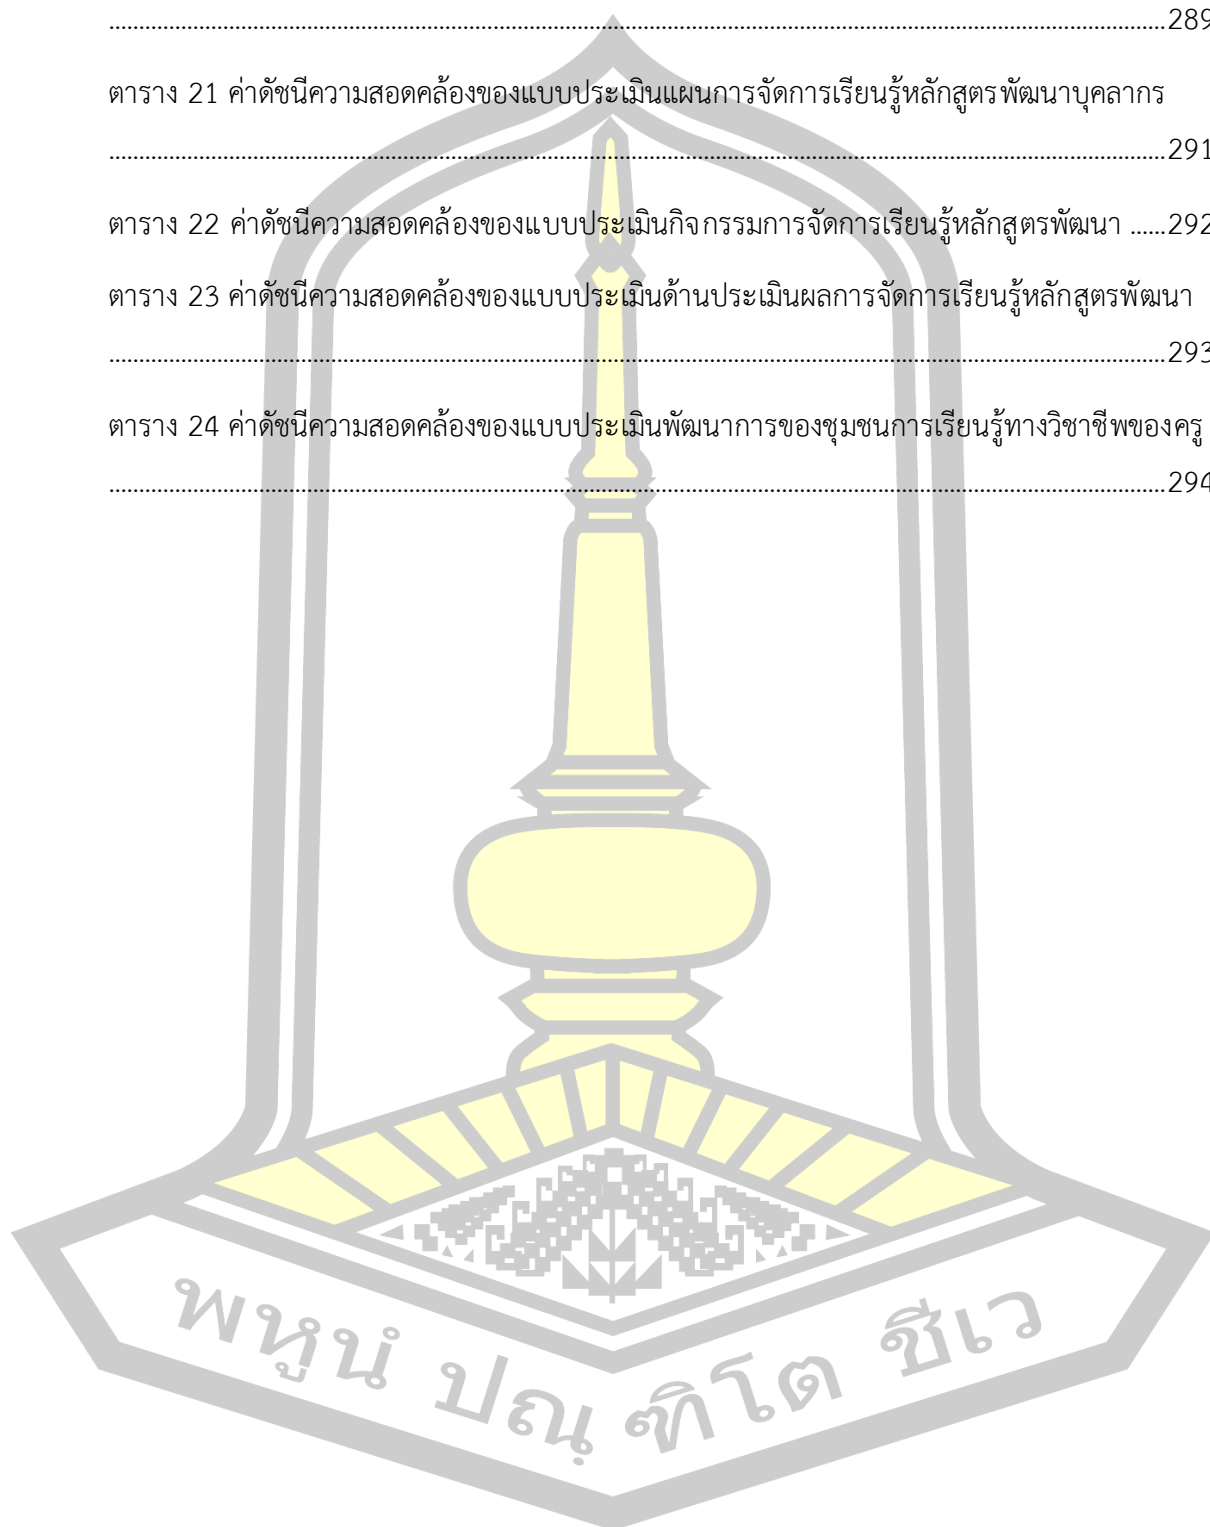 ........................................................................................................................289
ตาราง 21 ค่าดัชนีความสอดคล้องของแบบประเมินแผนการจัดการเรียนรู้หลักสูตรพัฒนาบุคลากร
........................................................................................................................291
ตาราง 22 ค่าดัชนีความสอดคล้องของแบบประเมินกิจกรรมการจัดการเรียนรู้หลักสูตรพัฒนา ......292
ตาราง 23 ค่าดัชนีความสอดคล้องของแบบประเมินด้านประเมินผลการจัดการเรียนรู้หลักสูตรพัฒนา
........................................................................................................................293
ตาราง 24 ค่าดัชนีความสอดคล้องของแบบประเมินพัฒนาการของชุมชนการเรียนรู้ทางวิชาชีพของครู
........................................................................................................................294
พหูนํ ปณฺฑิโต ชีเว